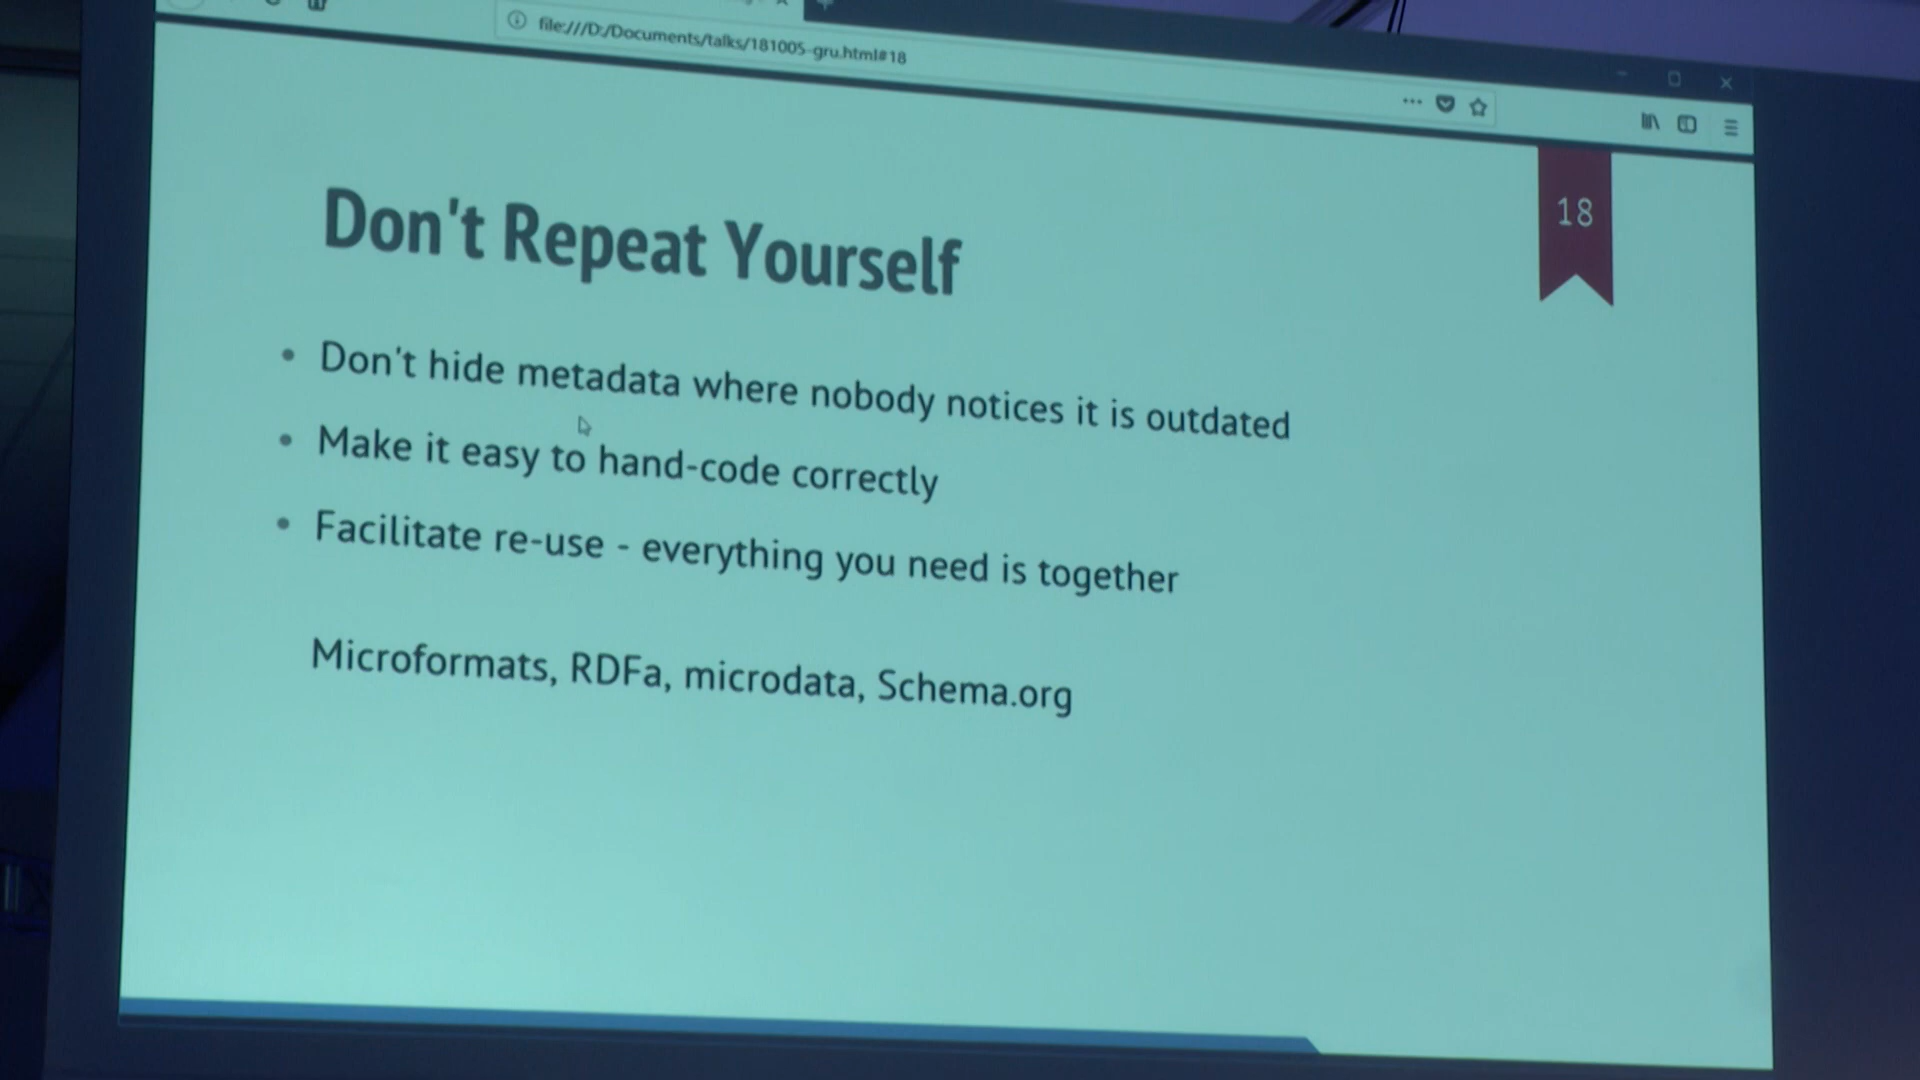 file:///D:/Documents/talks/181005-gru.html#18
18
Don't Repeat Yourself
• Don't hide metadata where nobody notices it is outdated
• Make it easy to hand-code correctly
• Facilitate re-use - everything you need is together
Microformats, RDFa, microdata, Schema.org